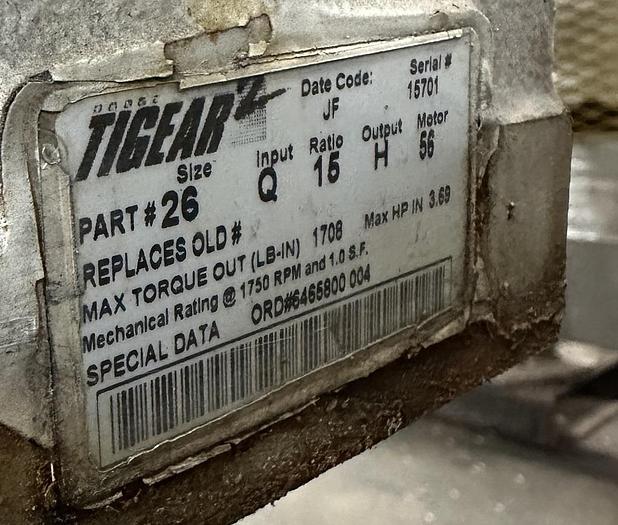 DODGE
TIGEAR 2
Date Code: Serial #
JF 15701
Size Input Ratio Output Motor
PART # 26 Q 15 H 56
REPLACES OLD #
MAX TORQUE OUT (LB-IN) 1708 Max HP IN 3.69
Mechanical Rating @ 1750 RPM and 1.0 S.F.
SPECIAL DATA ORD#6465800 004